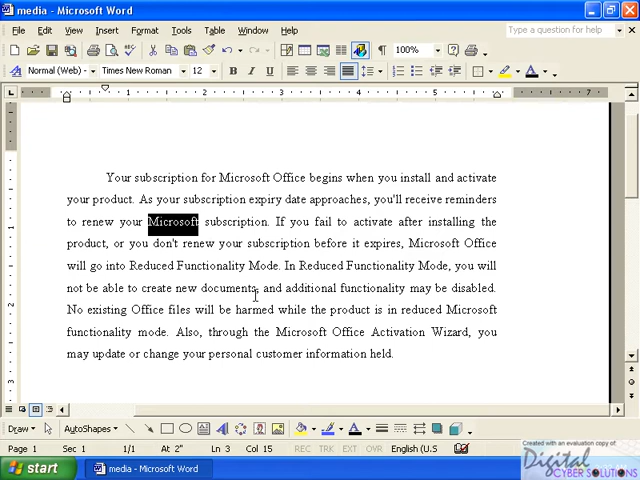 media - Microsoft Word
File Edit View Insert Format Tools Table Window Help Type a question for help
100%
Normal (Web) Times New Roman 12 B I U
1 2 3 4 5 7
Your subscription for Microsoft Office begins when you install and activate
your product. As your subscription expiry date approaches, you'll receive reminders
to renew your Microsoft subscription. If you fail to activate after installing the
product, or you don't renew your subscription before it expires, Microsoft Office
will go into Reduced Functionality Mode. In Reduced Functionality Mode, you will
not be able to create new documents, and additional functionality may be disabled.
No existing Office files will be harmed while the product is in reduced Microsoft
functionality mode. Also, through the Microsoft Office Activation Wizard, you
may update or change your personal customer information held.
Draw AutoShapes
Page 1 Sec 1 1/1 At 2" Ln 3 Col 15 REC TRK EXT OVR English (U.S
Created with an evaluation copy of
Digital
CYBER SOLUTIONS
start media - Microsoft Word